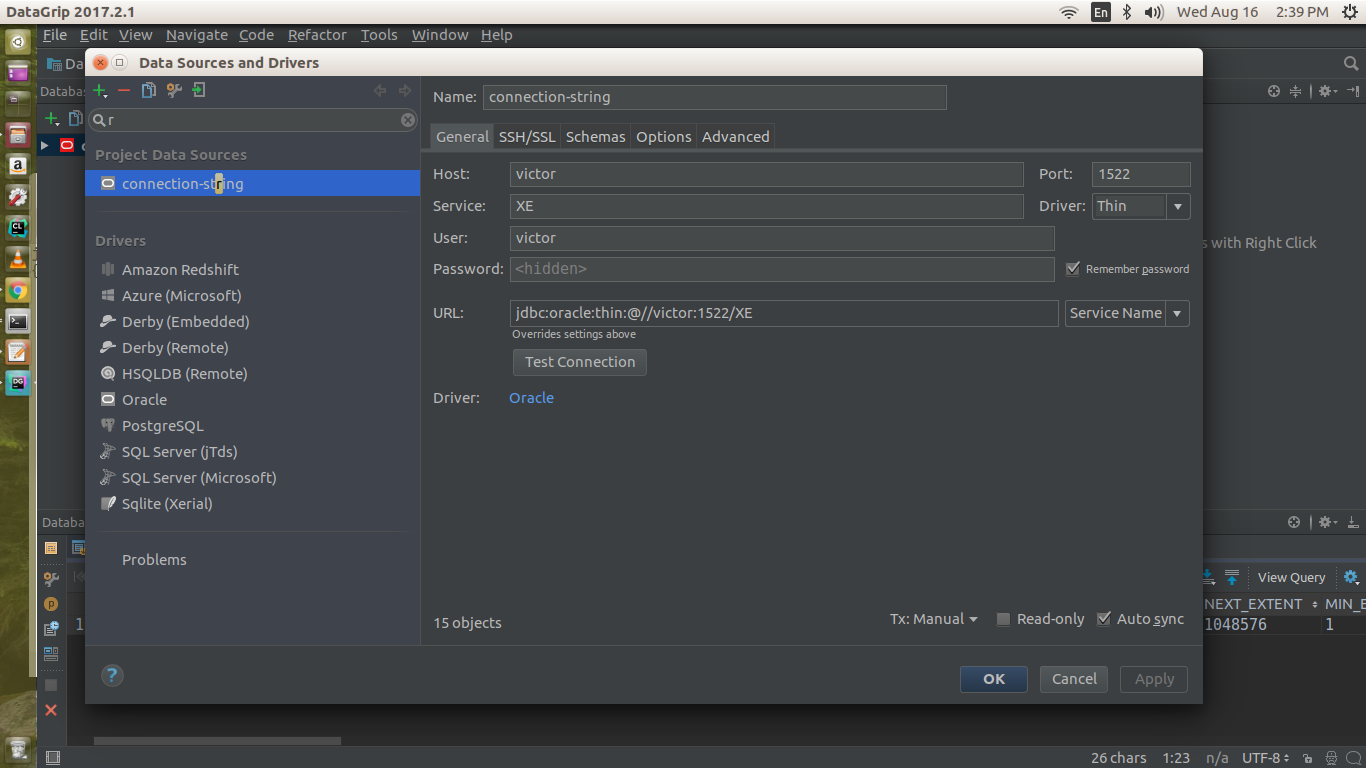 DataGrip 2017.2.1
En
Wed Aug 16 2:39 PM
File Edit View Navigate Code Refactor Tools Window Help
Da
Data Sources and Drivers
Databa
r
Project Data Sources
connection-string
Drivers
Amazon Redshift
Azure (Microsoft)
Derby (Embedded)
Derby (Remote)
HSQLDB (Remote)
Oracle
PostgreSQL
SQL Server (jTds)
SQL Server (Microsoft)
Sqlite (Xerial)
Problems
Name: connection-string
General SSH/SSL Schemas Options Advanced
Host: victor Port: 1522
Service: XE Driver: Thin
User: victor
Password: <hidden> Remember password
URL: jdbc:oracle:thin:@//victor:1522/XE Service Name
Overrides settings above
Test Connection
Driver: Oracle
15 objects
Tx: Manual Read-only Auto sync
? OK Cancel Apply
s with Right Click
Databa
View Query
NEXT_EXTENT MIN_E
1 1048576 1
26 chars 1:23 n/a UTF-8